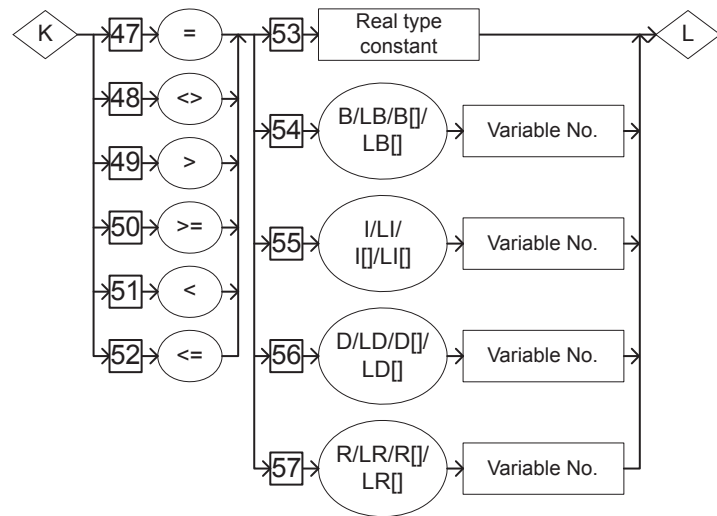 K
47
=
53
Real type
constant
L
48
<>
54
B/LB/B[]/
LB[]
Variable No.
49
>
50
>=
55
I/LI/
I[]/LI[]
Variable No.
51
<
52
<=
56
D/LD/D[]/
LD[]
Variable No.
57
R/LR/R[]/
LR[]
Variable No.